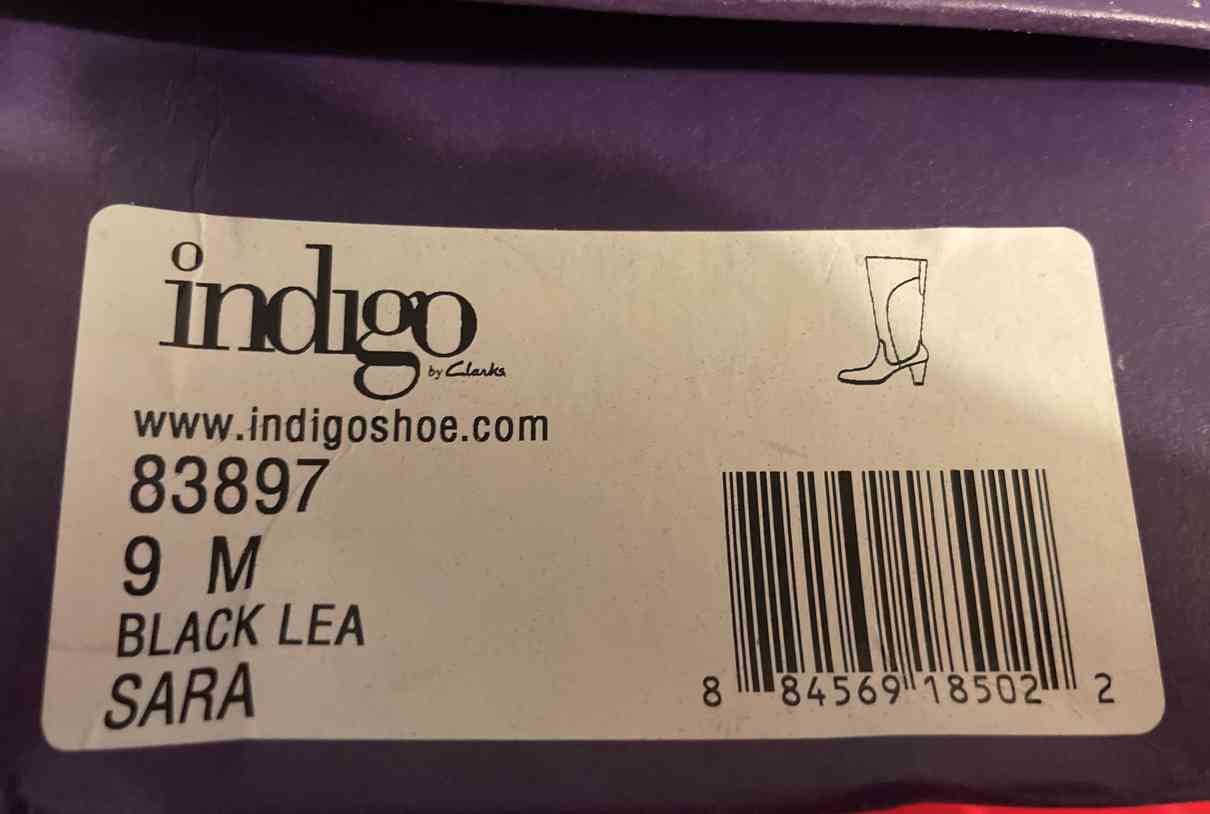 indigo
by Clarks
www.indigoshoe.com
83897
9 M
BLACK LEA
SARA
8 84569 18502 2